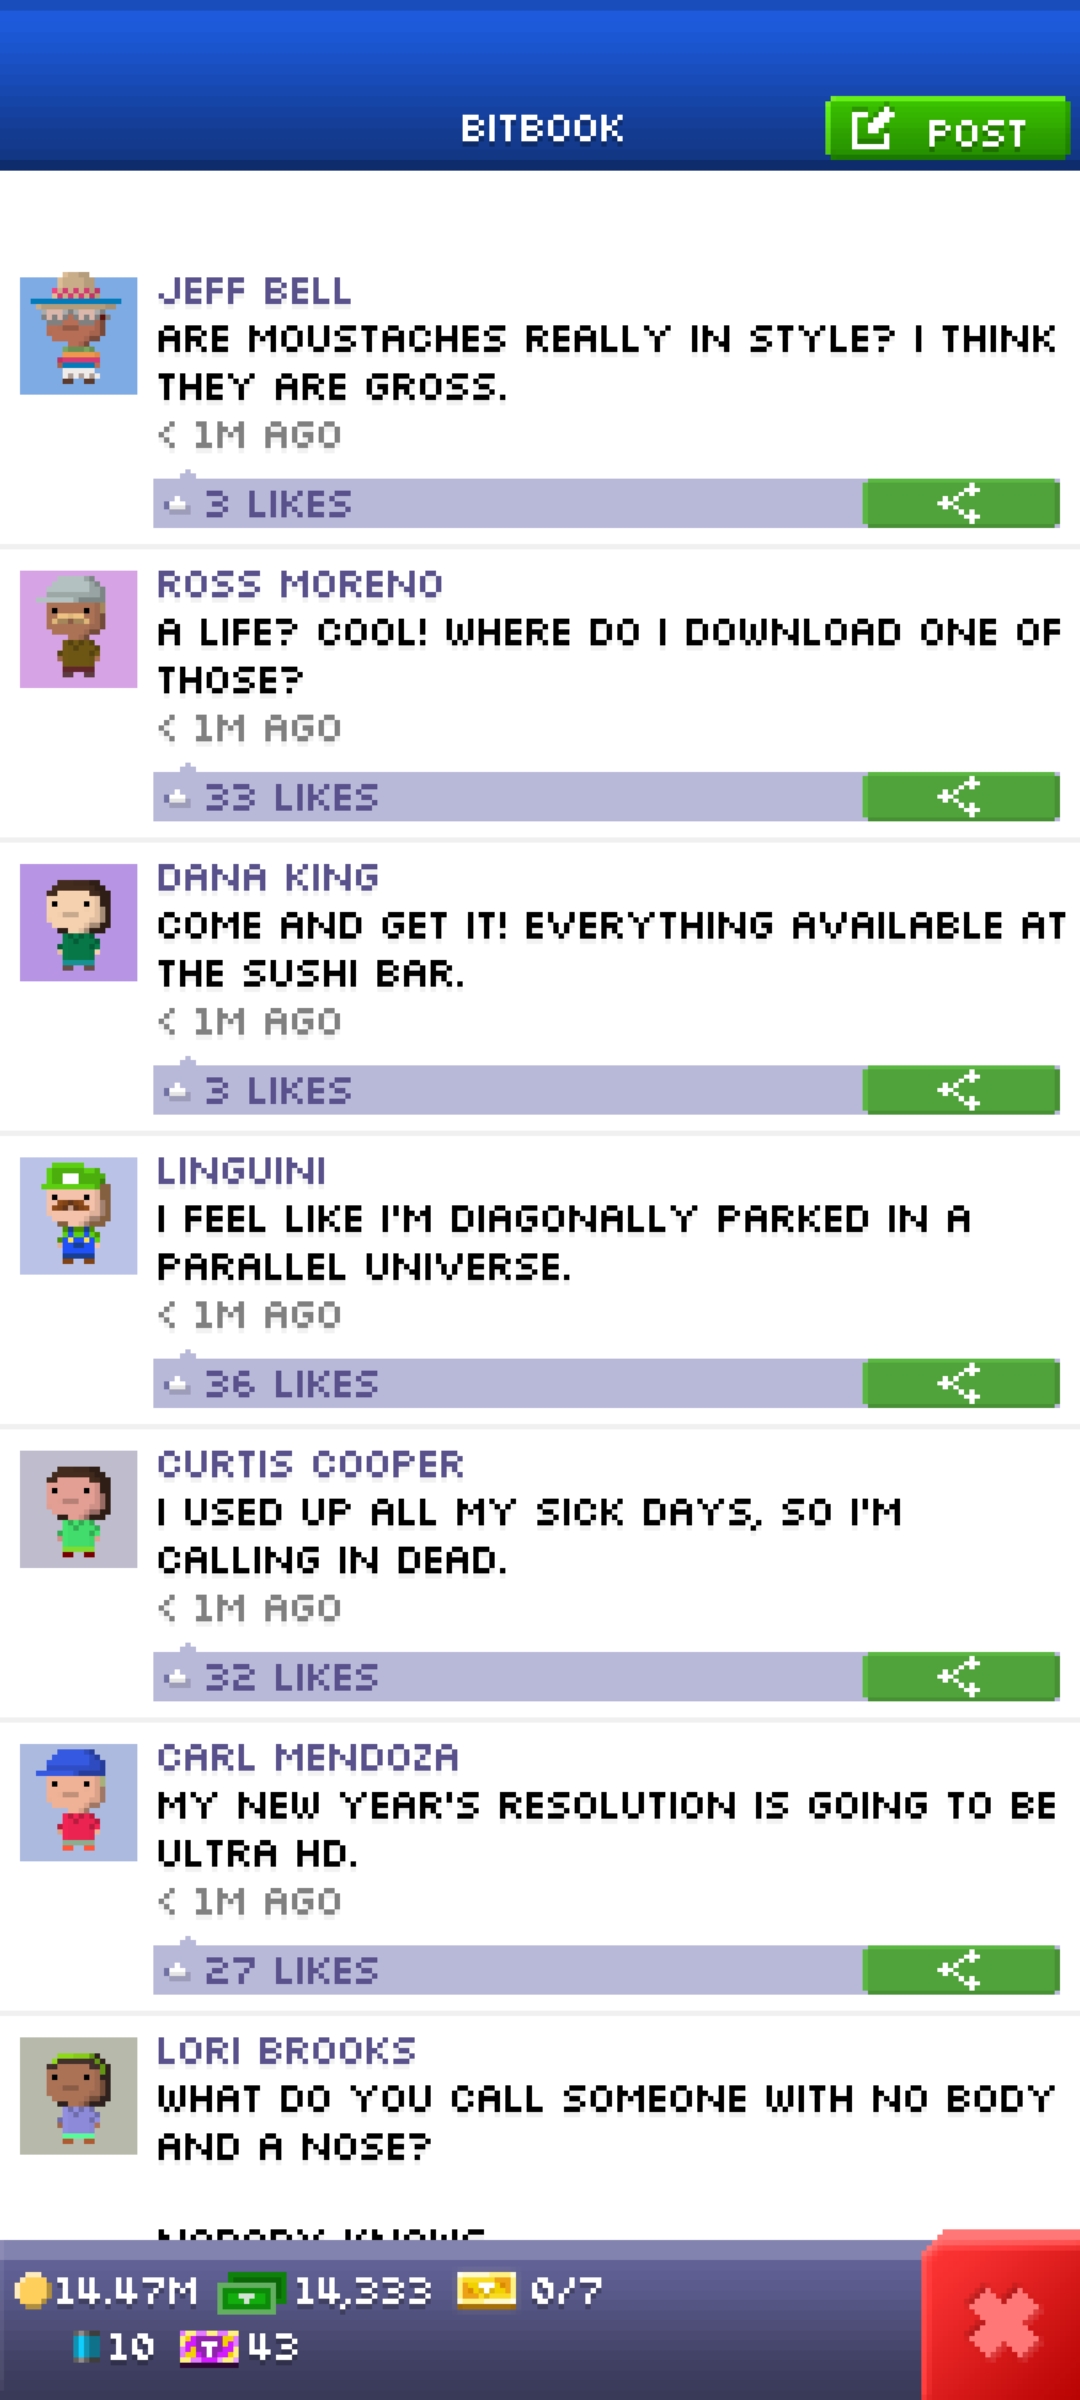 BITBOOK
POST
JEFF BELL
ARE MOUSTACHES REALLY IN STYLE? I THINK
THEY ARE GROSS.
< 1M AGO
3 LIKES
ROSS MORENO
A LIFE? COOL! WHERE DO I DOWNLOAD ONE OF
THOSE?
< 1M AGO
33 LIKES
DANA KING
COME AND GET IT! EVERYTHING AVAILABLE AT
THE SUSHI BAR.
< 1M AGO
3 LIKES
LINGUINI
I FEEL LIKE I'M DIAGONALLY PARKED IN A
PARALLEL UNIVERSE.
< 1M AGO
36 LIKES
CURTIS COOPER
I USED UP ALL MY SICK DAYS, SO I'M
CALLING IN DEAD.
< 1M AGO
32 LIKES
CARL MENDOZA
MY NEW YEAR'S RESOLUTION IS GOING TO BE
ULTRA HD.
< 1M AGO
27 LIKES
LORI BROOKS
WHAT DO YOU CALL SOMEONE WITH NO BODY
AND A NOSE?
NOBODY KNOWS
14.47M 14,333 0/7
10 43